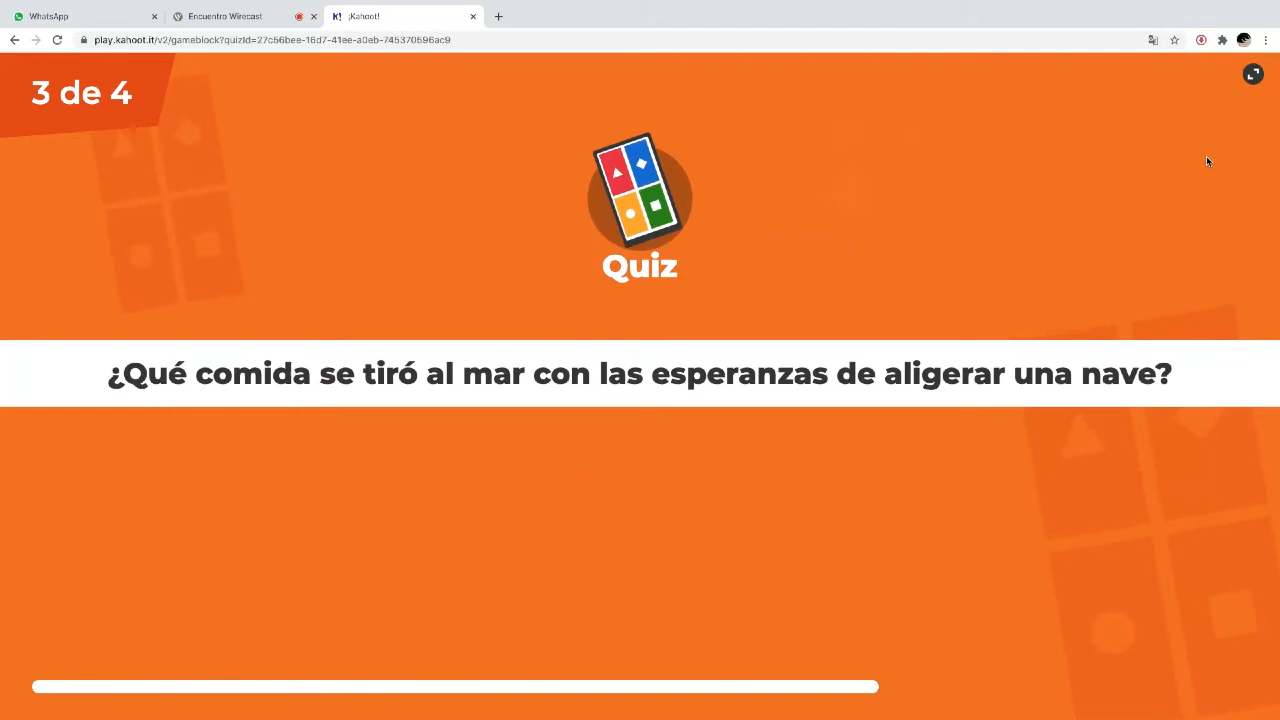 WhatsApp
Encuentro Wirecast
K! ¡Kahoot!
play.kahoot.it/v2/gameblock?quizId=27c56bee-16d7-41ee-a0eb-745370596ac9
3 de 4
Quiz
¿Qué comida se tiró al mar con las esperanzas de aligerar una nave?